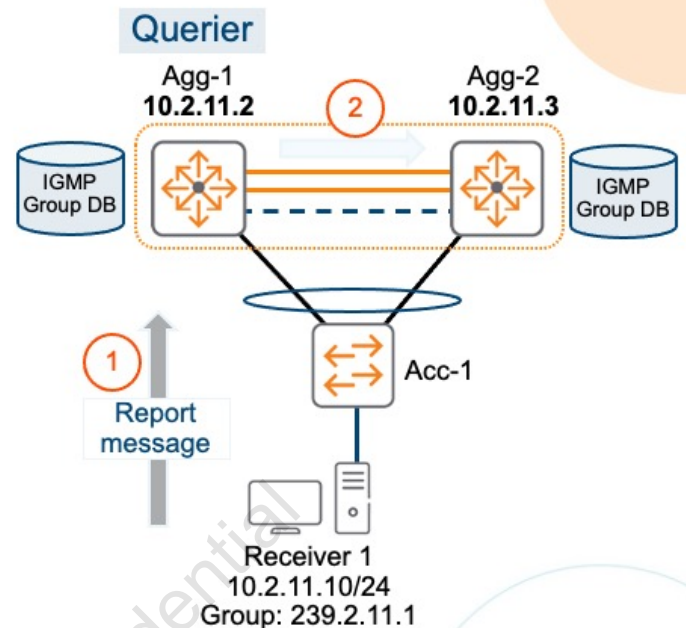 Querier
Agg-1
10.2.11.2
2
Agg-2
10.2.11.3
IGMP
Group DB
IGMP
Group DB
1
Report
message
Acc-1
Receiver 1
10.2.11.10/24
Group: 239.2.11.1